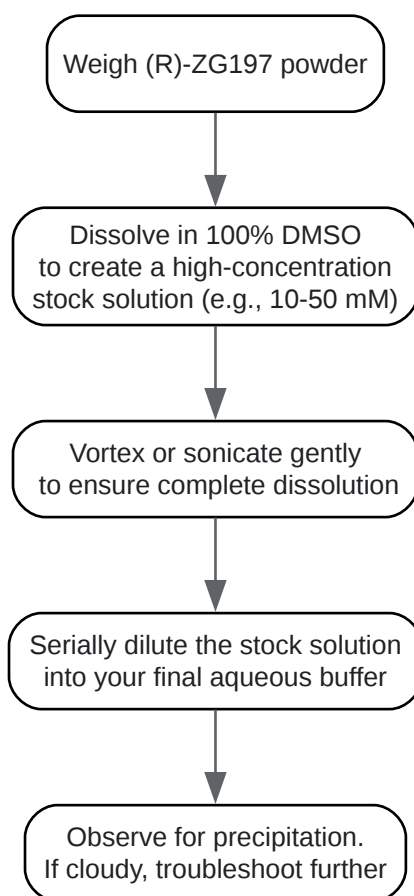 Weigh (R)-ZG197 powder
Dissolve in 100% DMSO
to create a high-concentration
stock solution (e.g., 10-50 mM)
Vortex or sonicate gently
to ensure complete dissolution
Serially dilute the stock solution
into your final aqueous buffer
Observe for precipitation.
If cloudy, troubleshoot further